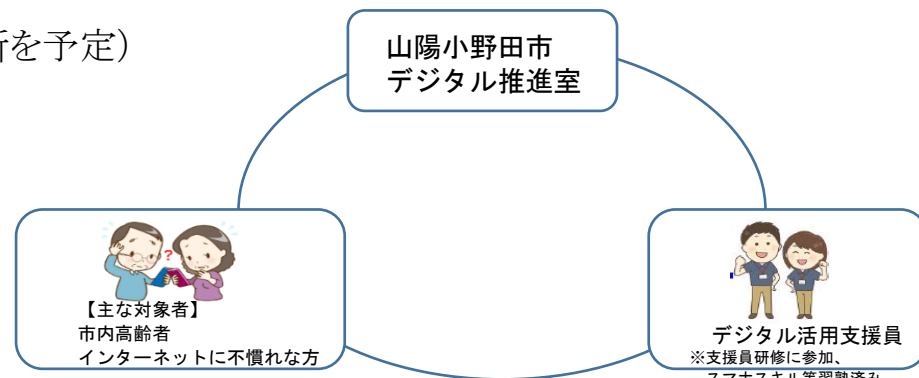 所を予定）
山陽小野田市
デジタル推進室
?
【主な対象者】
市内高齢者
インターネットに不慣れな方
デジタル活用支援員
※支援員研修に参加、